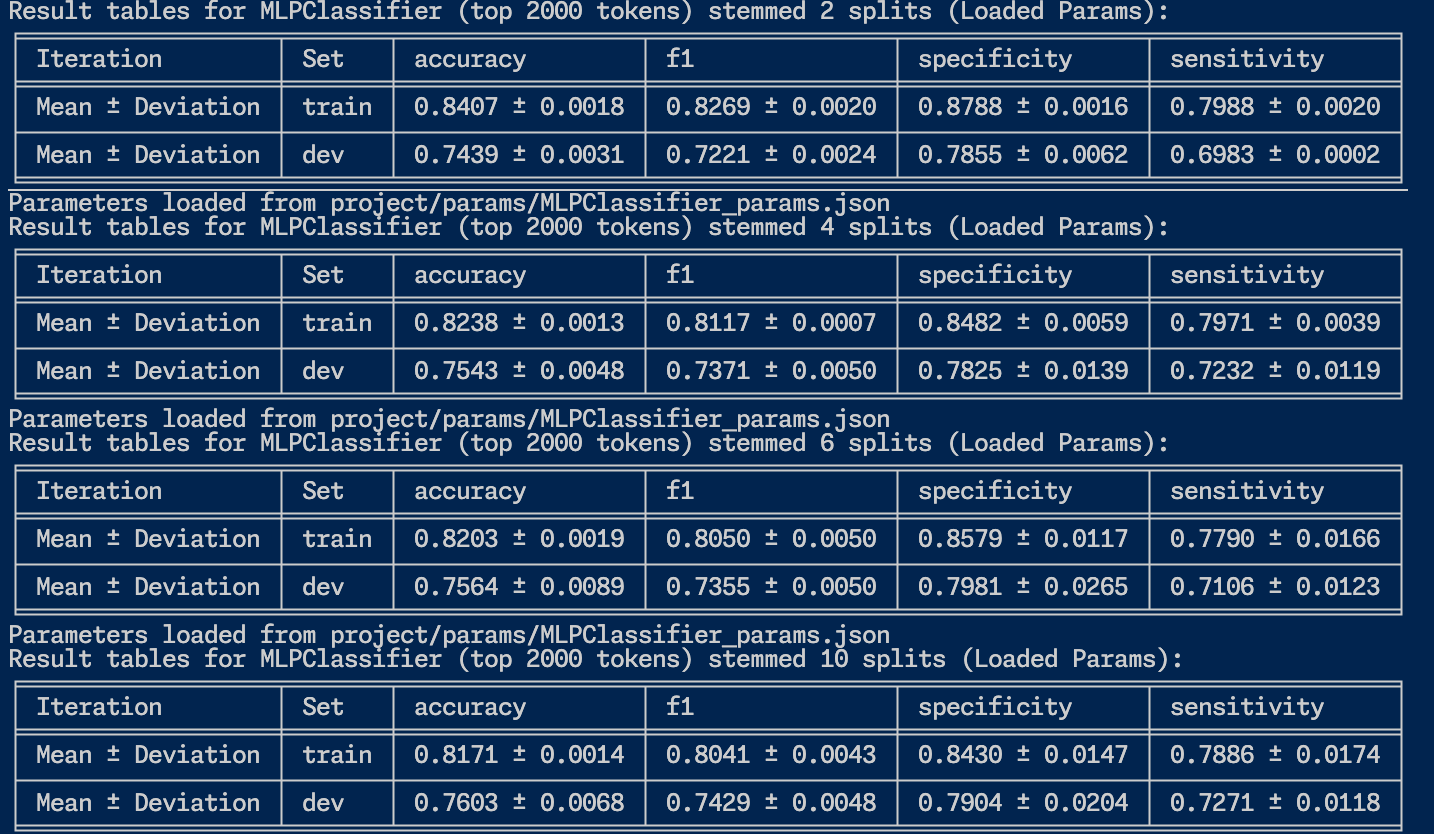 Result tables for MLPClassifier (top 2000 tokens) stemmed 2 splits (Loaded Params):
Iteration Set accuracy f1 specificity sensitivity
Mean ± Deviation train 0.8407 ± 0.0018 0.8269 ± 0.0020 0.8788 ± 0.0016 0.7988 ± 0.0020
Mean ± Deviation dev 0.7439 ± 0.0031 0.7221 ± 0.0024 0.7855 ± 0.0062 0.6983 ± 0.0002
Parameters loaded from project/params/MLPClassifier_params.json
Result tables for MLPClassifier (top 2000 tokens) stemmed 4 splits (Loaded Params):
Iteration Set accuracy f1 specificity sensitivity
Mean ± Deviation train 0.8238 ± 0.0013 0.8117 ± 0.0007 0.8482 ± 0.0059 0.7971 ± 0.0039
Mean ± Deviation dev 0.7543 ± 0.0048 0.7371 ± 0.0050 0.7825 ± 0.0139 0.7232 ± 0.0119
Parameters loaded from project/params/MLPClassifier_params.json
Result tables for MLPClassifier (top 2000 tokens) stemmed 6 splits (Loaded Params):
Iteration Set accuracy f1 specificity sensitivity
Mean ± Deviation train 0.8203 ± 0.0019 0.8050 ± 0.0050 0.8579 ± 0.0117 0.7790 ± 0.0166
Mean ± Deviation dev 0.7564 ± 0.0089 0.7355 ± 0.0050 0.7981 ± 0.0265 0.7106 ± 0.0123
Parameters loaded from project/params/MLPClassifier_params.json
Result tables for MLPClassifier (top 2000 tokens) stemmed 10 splits (Loaded Params):
Iteration Set accuracy f1 specificity sensitivity
Mean ± Deviation train 0.8171 ± 0.0014 0.8041 ± 0.0043 0.8430 ± 0.0147 0.7886 ± 0.0174
Mean ± Deviation dev 0.7603 ± 0.0068 0.7429 ± 0.0048 0.7904 ± 0.0204 0.7271 ± 0.0118